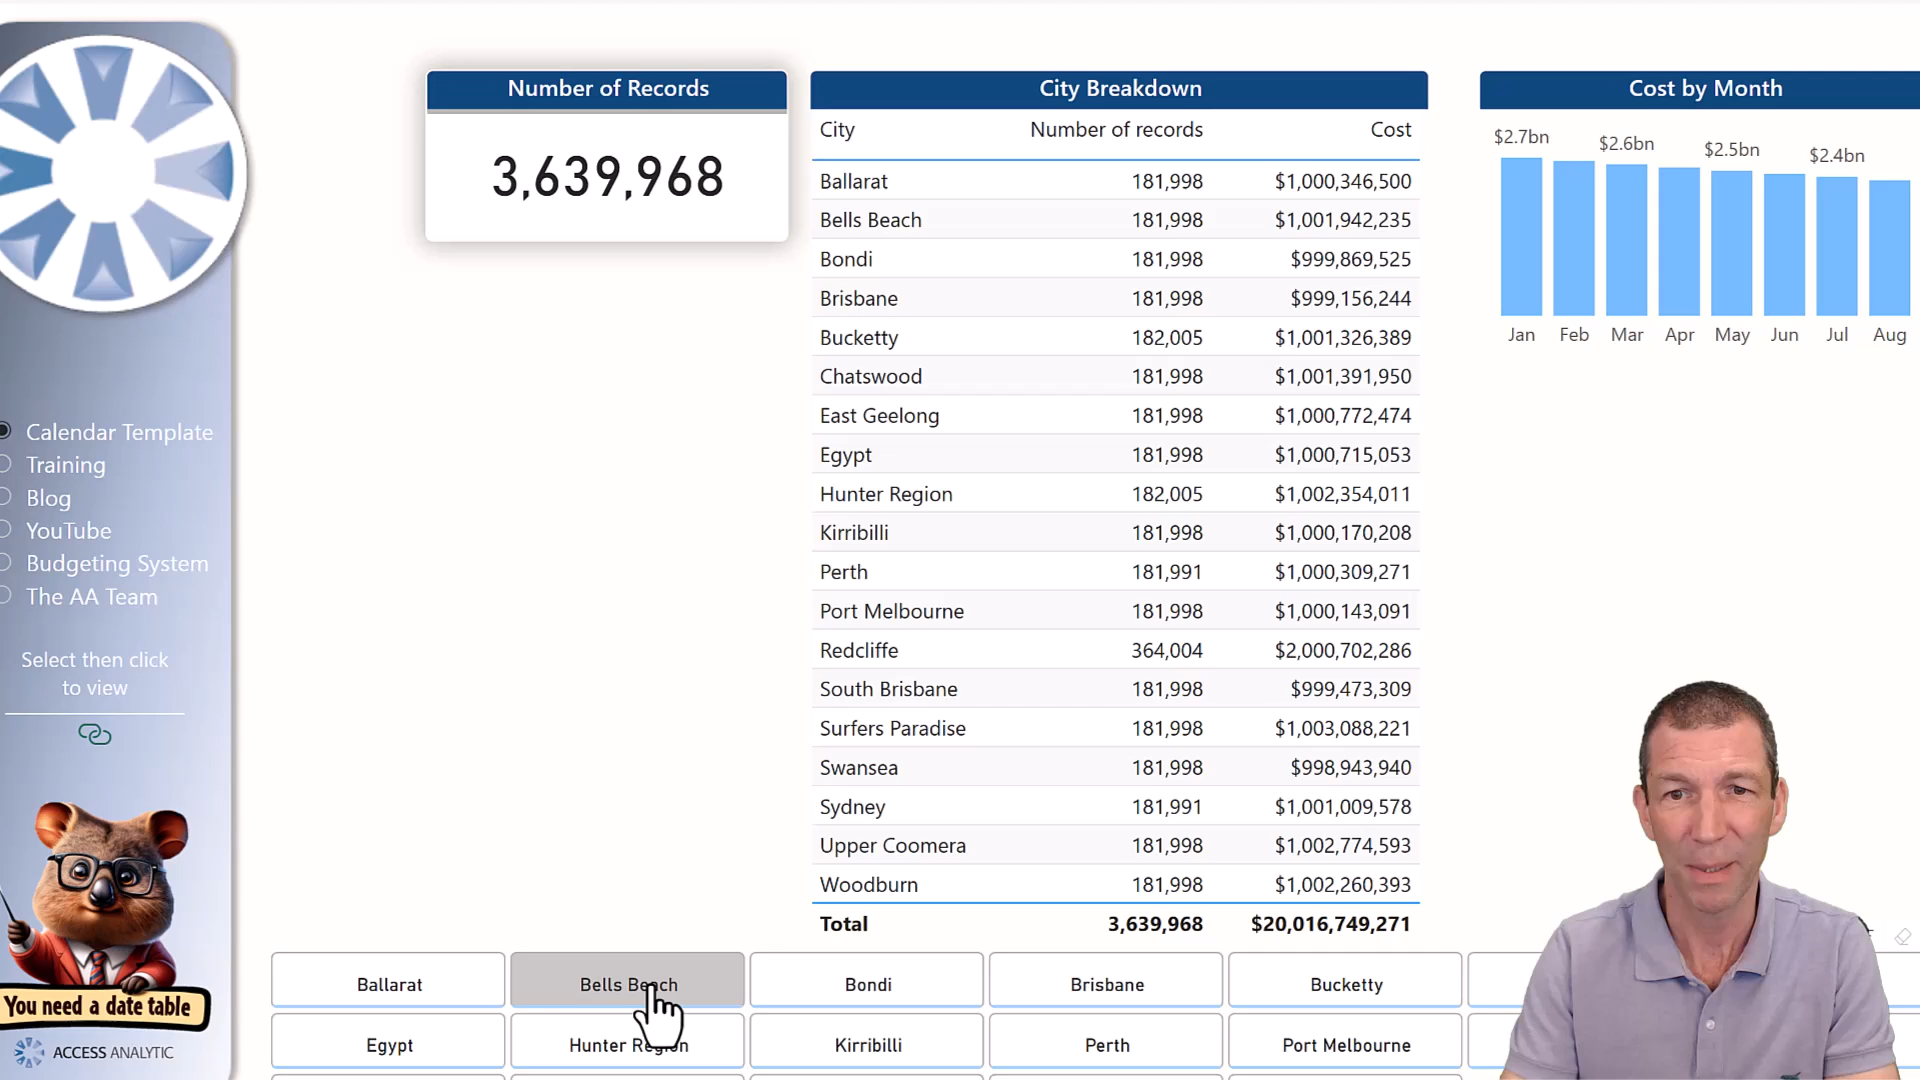 Number of Records
3,639,968
City Breakdown
City Number of records Cost
Ballarat 181,998 $1,000,346,500
Bells Beach 181,998 $1,001,942,235
Bondi 181,998 $999,869,525
Brisbane 181,998 $999,156,244
Bucketty 182,005 $1,001,326,389
Chatswood 181,998 $1,001,391,950
East Geelong 181,998 $1,000,772,474
Egypt 181,998 $1,000,715,053
Hunter Region 182,005 $1,002,354,011
Kirribilli 181,998 $1,000,170,208
Perth 181,991 $1,000,309,271
Port Melbourne 181,998 $1,000,143,091
Redcliffe 364,004 $2,000,702,286
South Brisbane 181,998 $999,473,309
Surfers Paradise 181,998 $1,003,088,221
Swansea 181,998 $998,943,940
Sydney 181,991 $1,001,009,578
Upper Coomera 181,998 $1,002,774,593
Woodburn 181,998 $1,002,260,393
Total 3,639,968 $20,016,749,271
Cost by Month
$2.7bn $2.6bn $2.5bn $2.4bn
Jan Feb Mar Apr May Jun Jul Aug
Calendar Template
Training
Blog
YouTube
Budgeting System
The AA Team
Select then click
to view
You need a date table
ACCESS ANALYTIC
Ballarat Bells Beach Bondi Brisbane Bucketty
Egypt Hunter Region Kirribilli Perth Port Melbourne